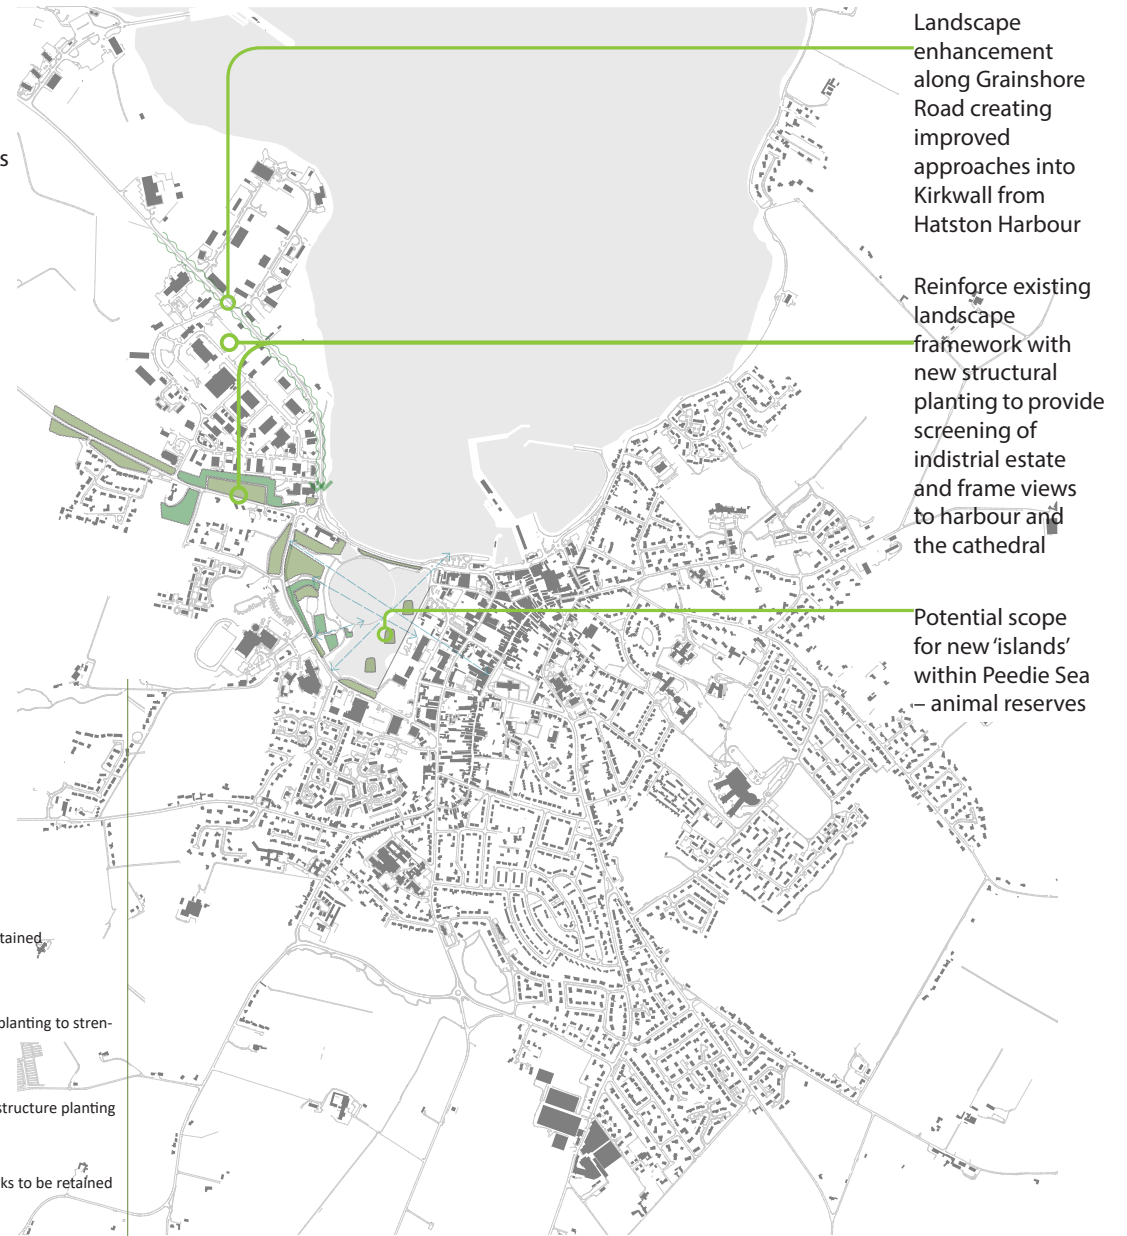 Landscape
enhancement
along Grainshore
Road creating
improved
approaches into
Kirkwall from
Hatston Harbour
Reinforce existing
landscape
framework with
new structural
planting to provide
screening of
indistrial estate
and frame views
to harbour and
the cathedral
Potential scope
for new ‘islands’
within Peedie Sea
– animal reserves
s
tained
planting to stren-
structure planting
ks to be retained